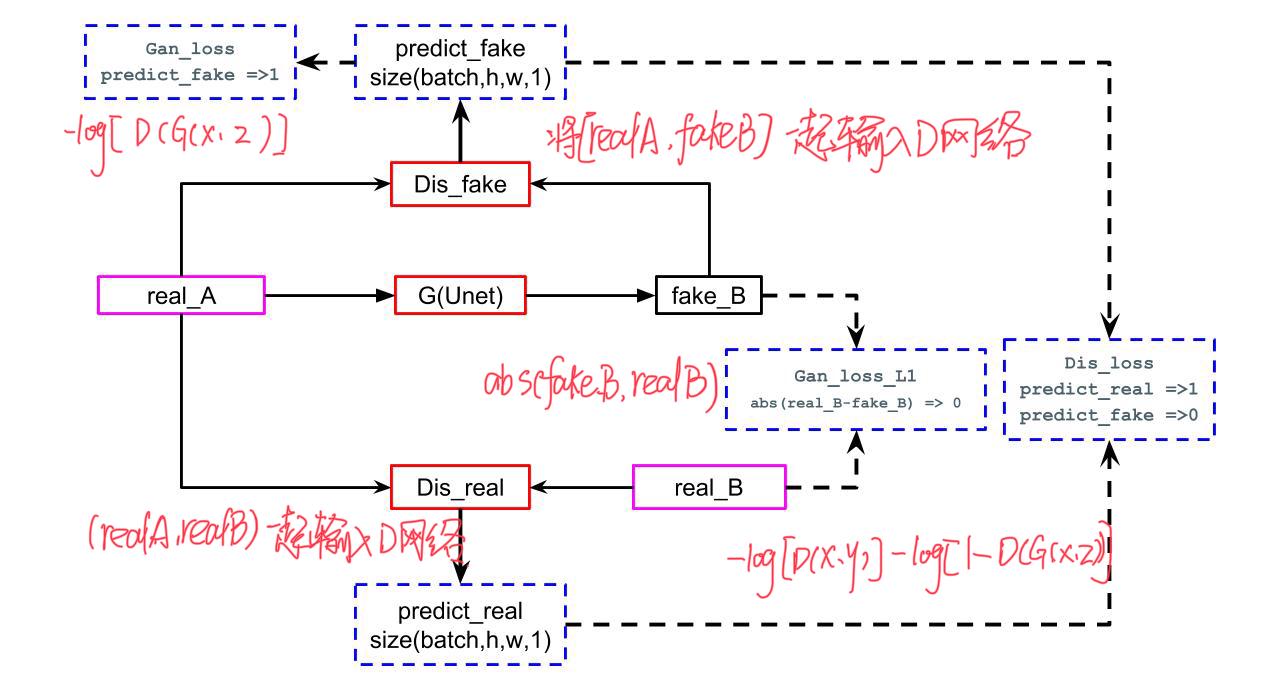 Gan_loss
predict_fake =>1
predict_fake
size(batch,h,w,1)
-log[D(G(x,z)]
将[realA,fakeB]一起输入D网络
Dis_fake
real_A
G(Unet)
fake_B
abs(fakeB,realB)
Gan_loss_L1
abs(real_B-fake_B) => 0
Dis_loss
predict_real =>1
predict_fake =>0
Dis_real
real_B
(realA,realB)一起输入D网络
-log[D(x,y)]-log[1-D(G(x,z))]
predict_real
size(batch,h,w,1)